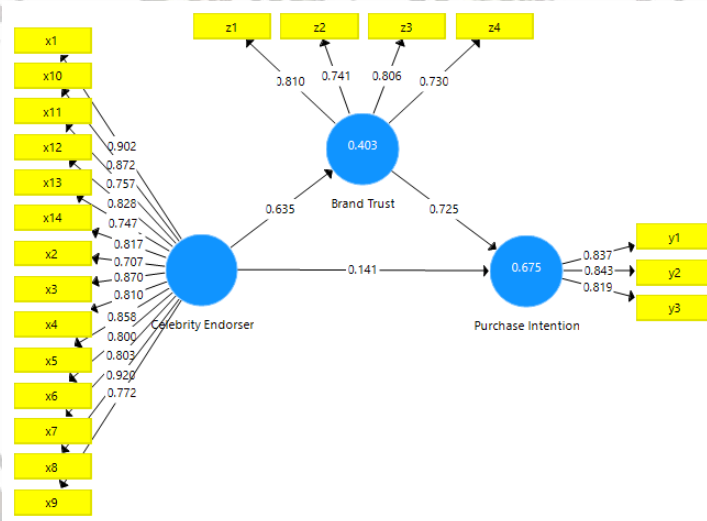 x1
x10
x11
x12
x13
x14
x2
x3
x4
x5
x6
x7
x8
x9
0.902
0.872
0.757
0.828
0.747
0.817
0.707
0.870
0.810
0.858
0.800
0.803
0.920
0.772
Celebrity Endorser
z1
z2
z3
z4
0.810
0.741
0.806
0.730
0.403
Brand Trust
0.635
0.725
0.141
0.675
Purchase Intention
0.837
0.843
0.819
y1
y2
y3